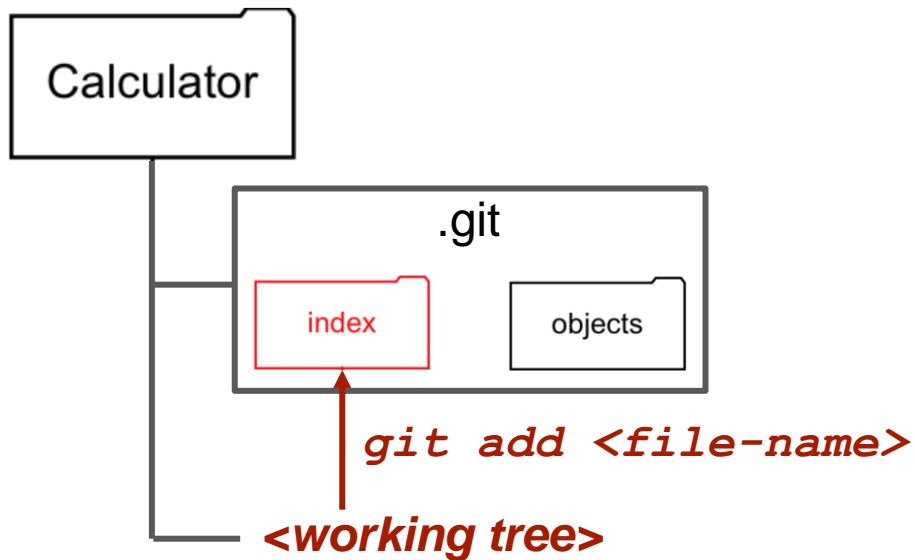 Calculator
.git
index
objects
git add <file-name>
<working tree>